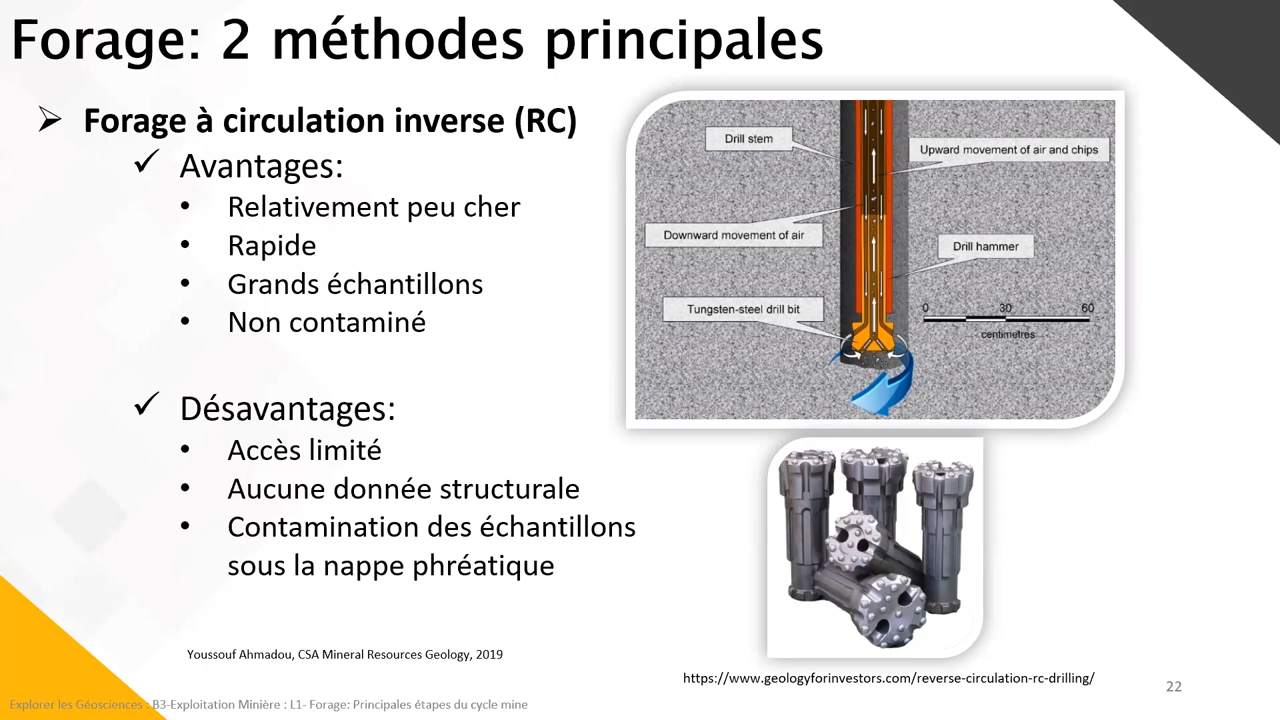 Forage: 2 méthodes principales
Forage à circulation inverse (RC)
Avantages:
Relativement peu cher
Rapide
Grands échantillons
Non contaminé
Désavantages:
Accès limité
Aucune donnée structurale
Contamination des échantillons
sous la nappe phréatique
Drill stem
Upward movement of air and chips
Downward movement of air
Drill hammer
Tungsten-steel drill bit
0 30 60
centimetres
Youssouf Ahmadou, CSA Mineral Resources Geology, 2019
https://www.geologyforinvestors.com/reverse-circulation-rc-drilling/
22
Explorer les Géosciences : B3-Exploitation Minière : L1- Forage: Principales étapes du cycle mine